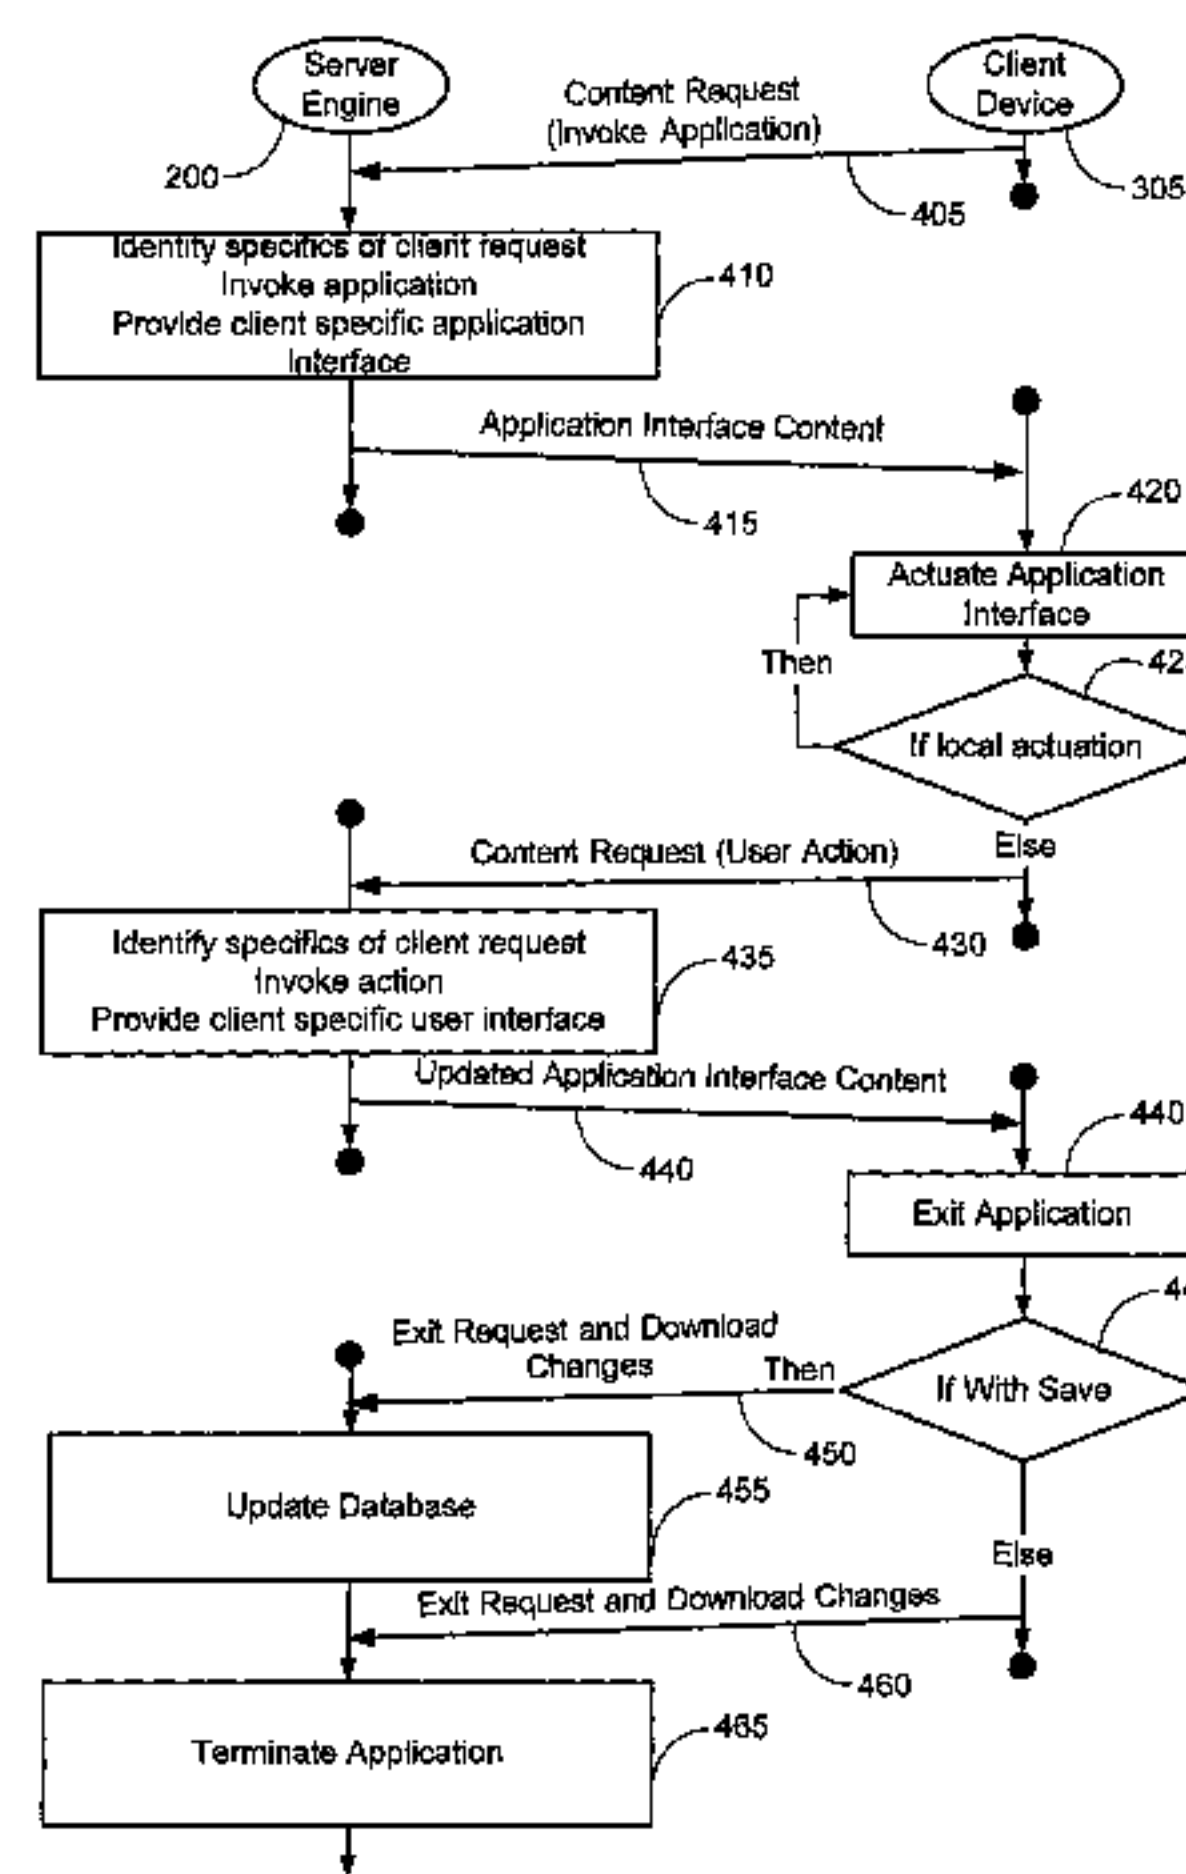 Server
Engine
Client
Device
Content Request
(Invoke Application)
200
305
405
Identify specifics of client request
Invoke application
Provide client specific application
Interface
410
Application Interface Content
415
420
Actuate Application
Interface
Then
42
If local actuation
Else
Content Request (User Action)
430
Identify specifics of client request
Invoke action
Provide client specific user interface
435
Updated Application Interface Content
440
440
Exit Application
44
Exit Request and Download
Changes
Then
If With Save
450
Update Database
455
Else
Exit Request and Download Changes
460
Terminate Application
465